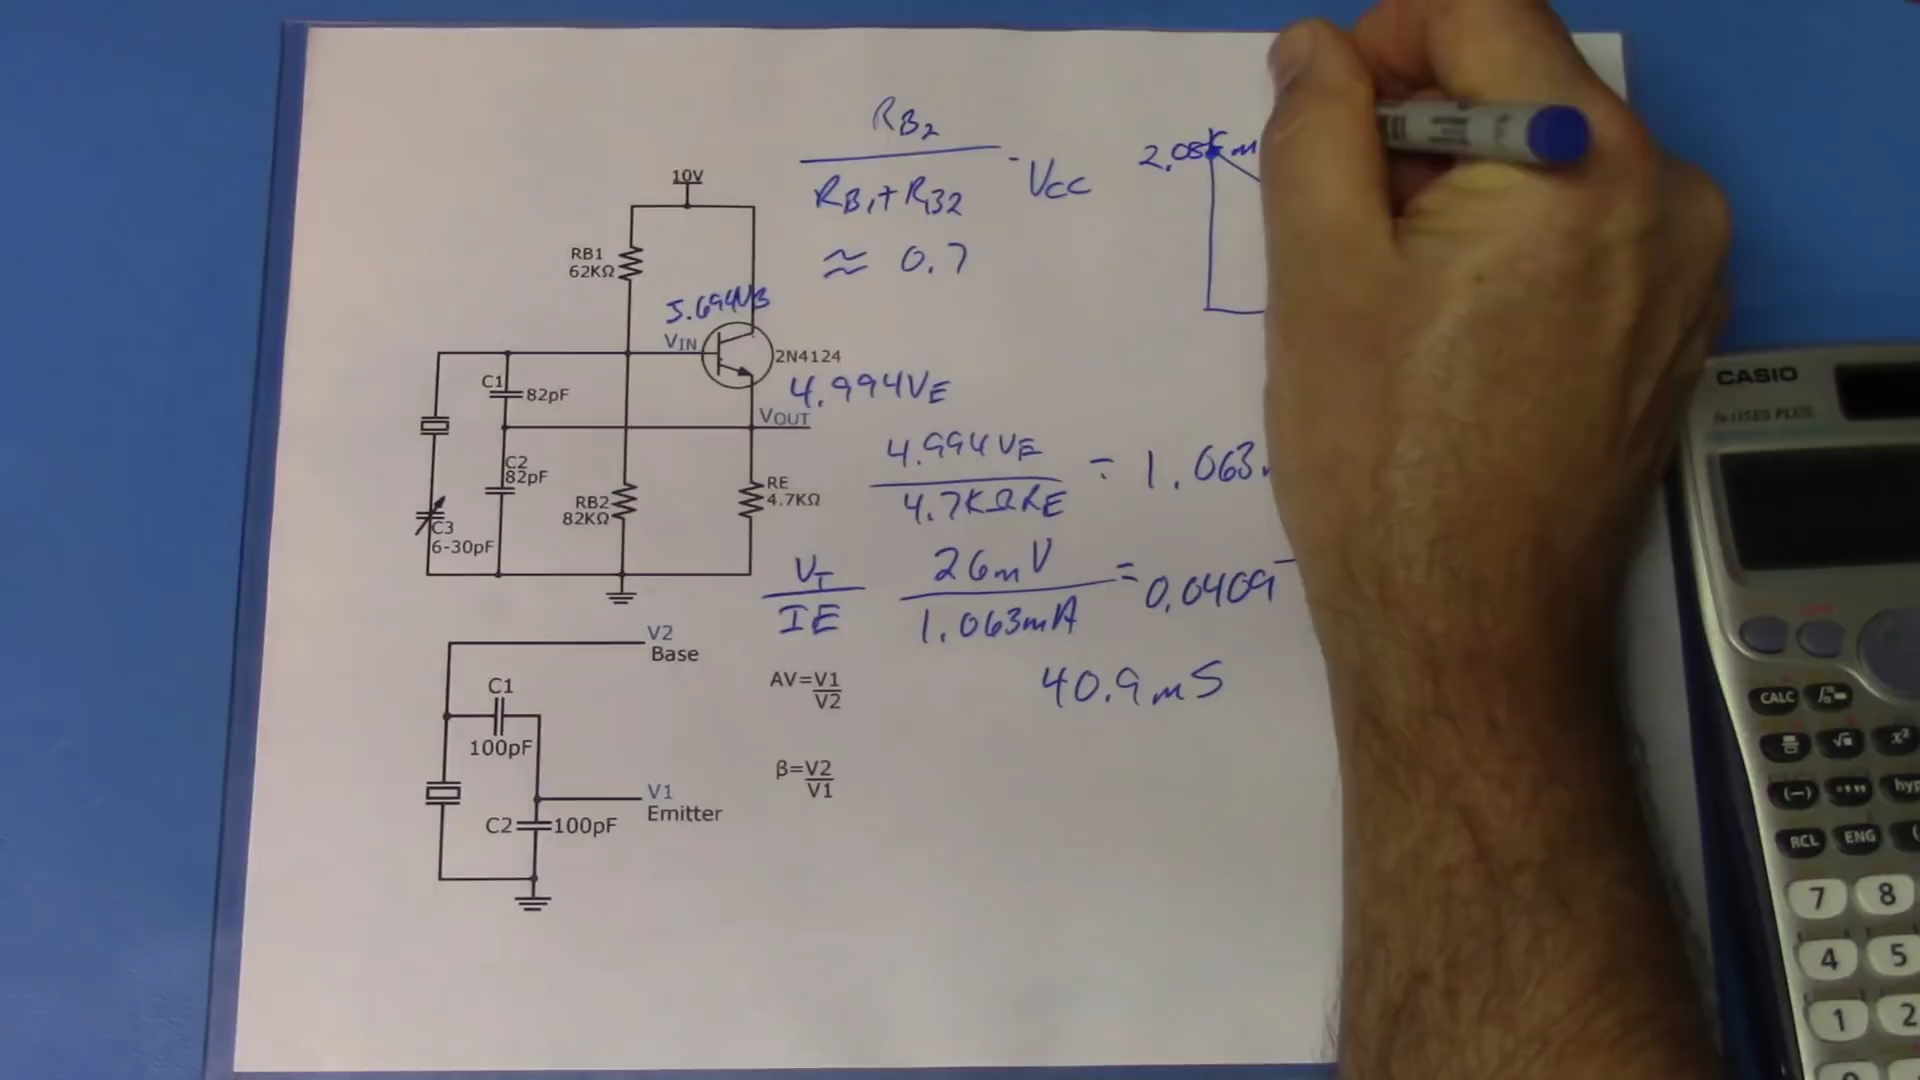 RB2
RB1+RB2
· VCC
≈ 0.7
10V
RB1
62KΩ
5.694VB
VIN
2N4124
4.994VE
VOUT
C1
82pF
C2
82pF
C3
6-30pF
RB2
82KΩ
RE
4.7KΩ
4.994VE
4.7KΩRE
÷ 1.063
VT
IE
26mV
1.063mA
= 0.0409
40.9mS
V2
Base
C1
100pF
V1
Emitter
C2
100pF
AV=V1
V2
β=V2
V1
CASIO
CALC
√
x²
(−)
hyp
RCL
ENG
7
8
4
5
1
2